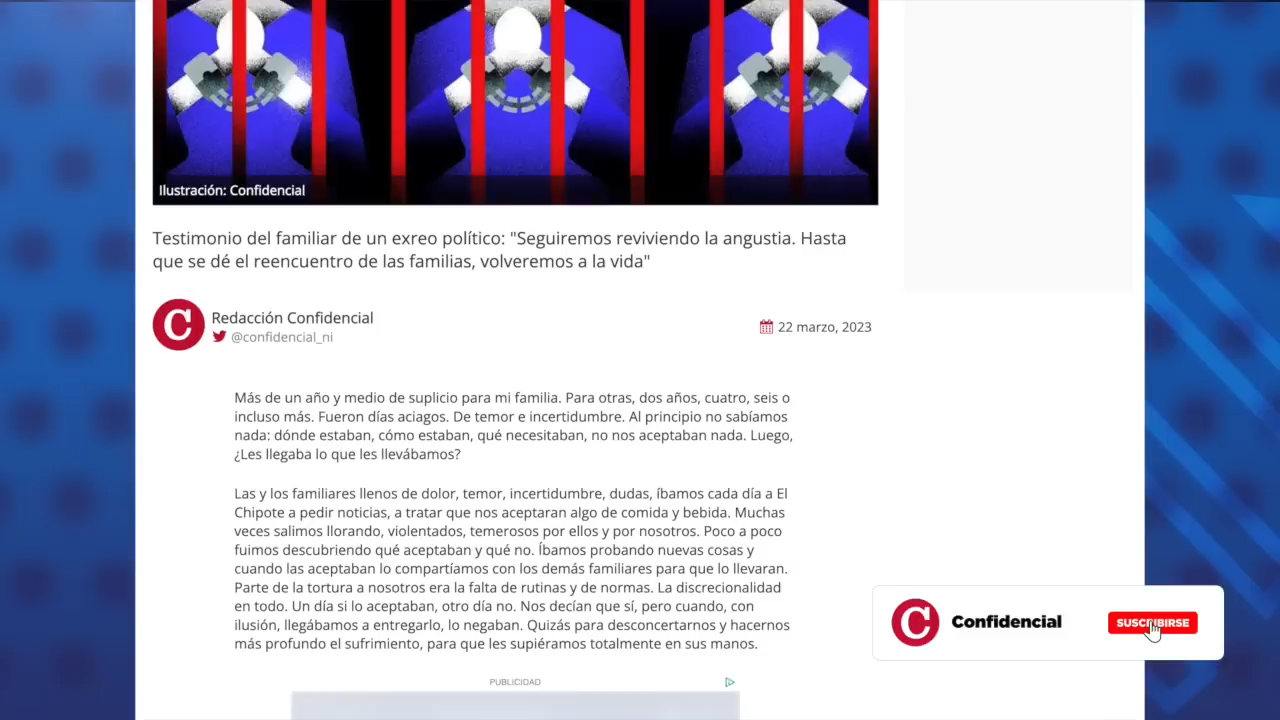 Ilustración: Confidencial
Testimonio del familiar de un exreo político: "Seguiremos reviviendo la angustia. Hasta
que se dé el reencuentro de las familias, volveremos a la vida"
C
Redacción Confidencial
@confidencial_ni
22 marzo, 2023
Más de un año y medio de suplicio para mi familia. Para otras, dos años, cuatro, seis o
incluso más. Fueron días aciagos. De temor e incertidumbre. Al principio no sabíamos
nada: dónde estaban, cómo estaban, qué necesitaban, no nos aceptaban nada. Luego,
¿Les llegaba lo que les llevábamos?
Las y los familiares llenos de dolor, temor, incertidumbre, dudas, íbamos cada día a El
Chipote a pedir noticias, a tratar que nos aceptaran algo de comida y bebida. Muchas
veces salimos llorando, violentados, temerosos por ellos y por nosotros. Poco a poco
fuimos descubriendo qué aceptaban y qué no. Íbamos probando nuevas cosas y
cuando las aceptaban lo compartíamos con los demás familiares para que lo llevaran.
Parte de la tortura a nosotros era la falta de rutinas y de normas. La discrecionalidad
en todo. Un día si lo aceptaban, otro día no. Nos decían que sí, pero cuando, con
ilusión, llegábamos a entregarlo, lo negaban. Quizás para desconcertarnos y hacernos
más profundo el sufrimiento, para que les supiéramos totalmente en sus manos.
C
Confidencial
SUSCRIBIRSE
PUBLICIDAD